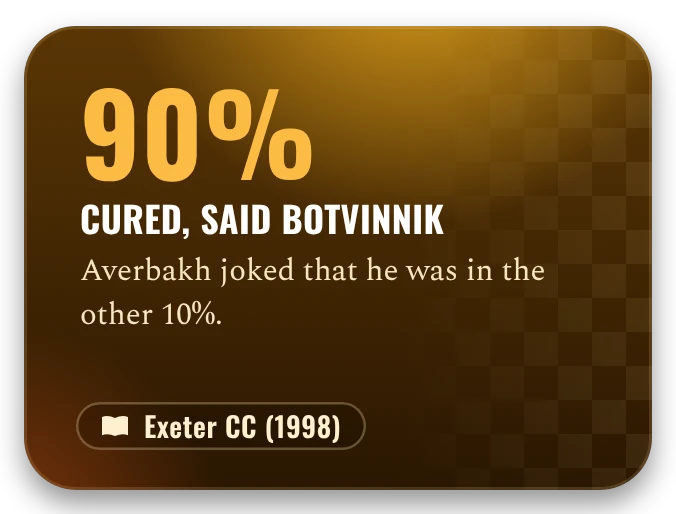 90%
CURED, SAID BOTVINNIK
Averbakh joked that he was in the
other 10%.
Exeter CC (1998)